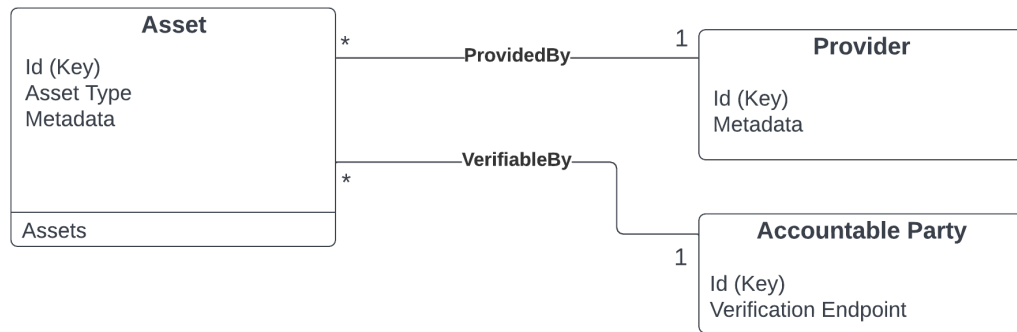 Asset
Id (Key)
Asset Type
Metadata
Assets
*
ProvidedBy
1
Provider
Id (Key)
Metadata
*
VerifiableBy
1
Accountable Party
Id (Key)
Verification Endpoint